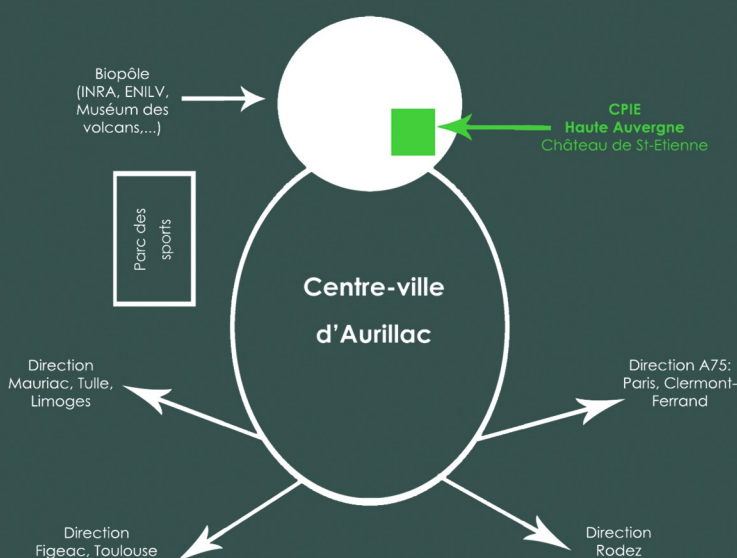 Biopôle
(INRA, ENILV,
Muséum des
volcans,...)
CPIE
Haute Auvergne
Château de St-Etienne
Parc des
sports
Centre-ville
d'Aurillac
Direction
Mauriac, Tulle,
Limoges
Direction A75:
Paris, Clermont-
Ferrand
Direction
Figeac, Toulouse
Direction
Rodez